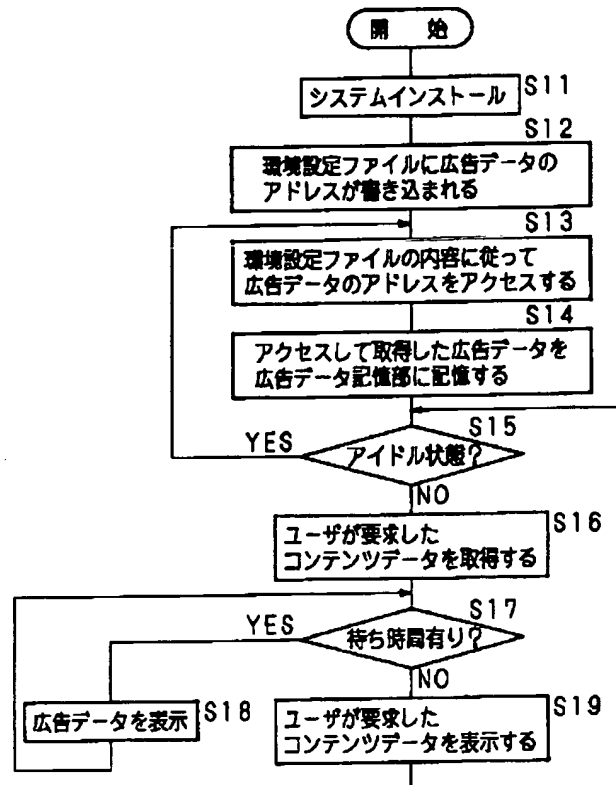 開 始
システムインストール
S11
S12
環境設定ファイルに広告データの
アドレスが書き込まれる
S13
環境設定ファイルの内容に従って
広告データのアドレスをアクセスする
S14
アクセスして取得した広告データを
広告データ記憶部に記憶する
S15
YES
アイドル状態?
NO
S16
ユーザが要求した
コンテンツデータを取得する
S17
YES
待ち時間有り?
NO
広告データを表示
S18
S19
ユーザが要求した
コンテンツデータを表示する